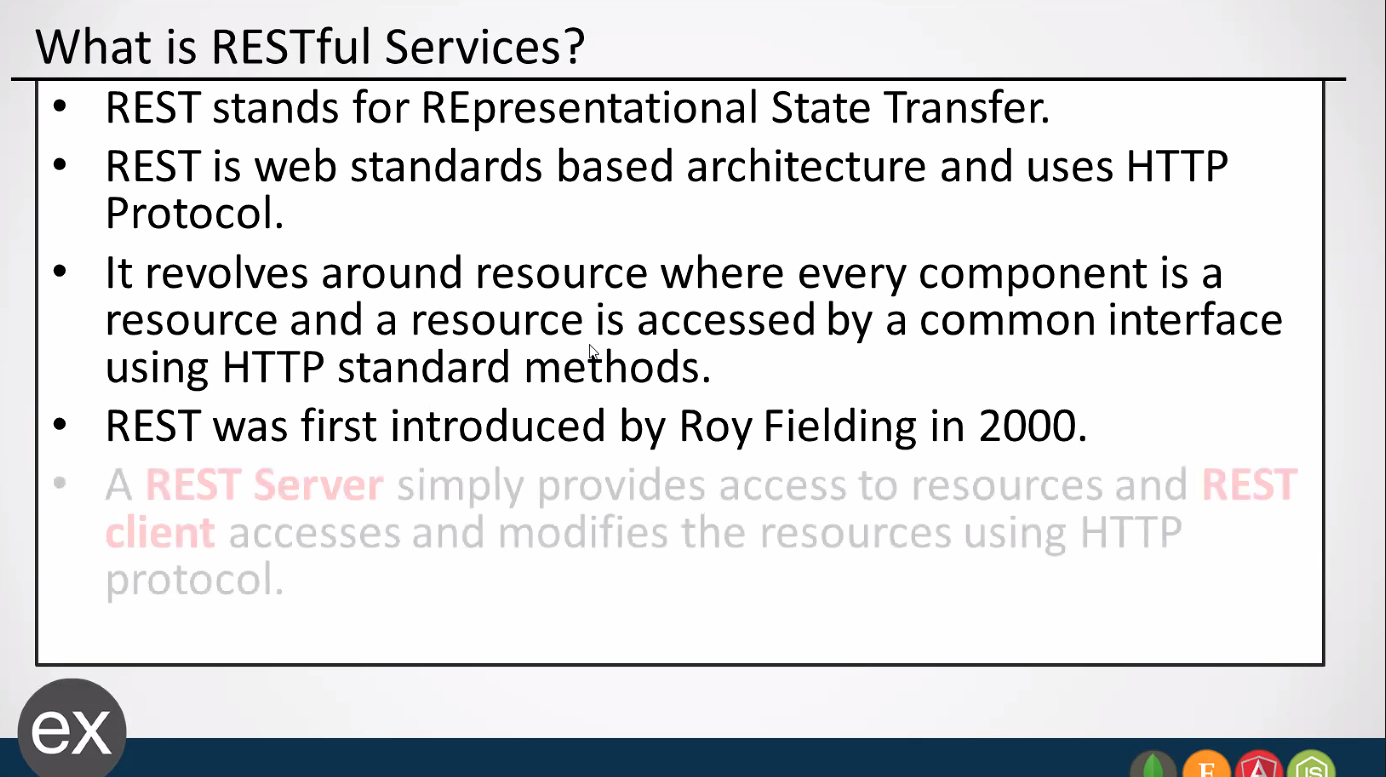 What is RESTful Services?
• REST stands for REpresentational State Transfer.
• REST is web standards based architecture and uses HTTP
Protocol.
• It revolves around resource where every component is a
resource and a resource is accessed by a common interface
using HTTP standard methods.
• REST was first introduced by Roy Fielding in 2000.
• A REST Server simply provides access to resources and REST
client accesses and modifies the resources using HTTP
protocol.
ex
E
A
JS